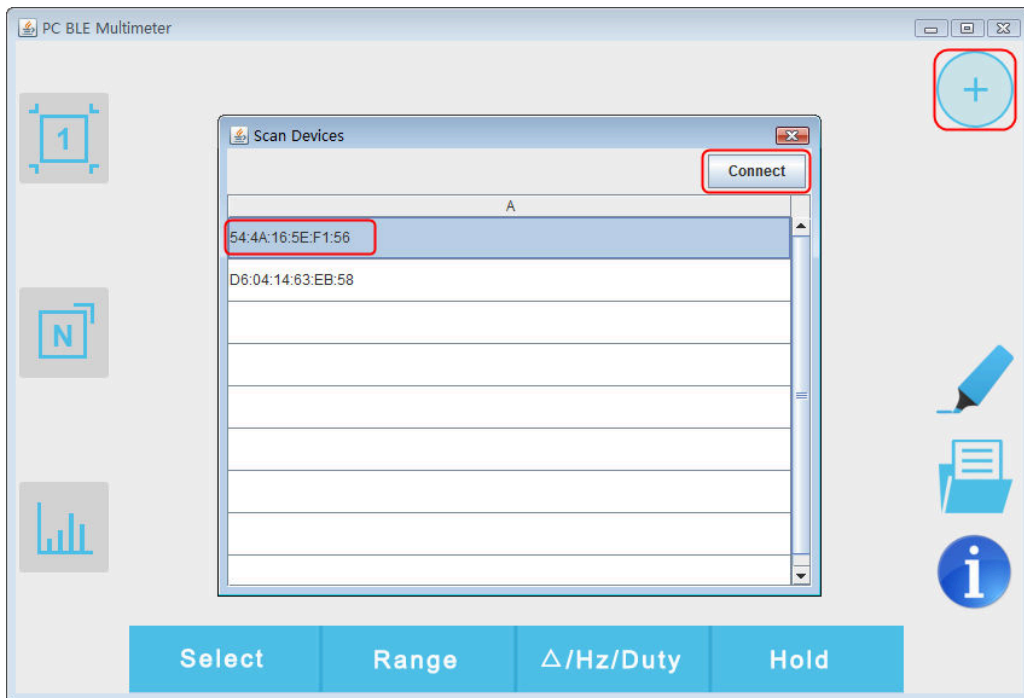 PC BLE Multimeter
+
1
Scan Devices
Connect
A
54:4A:16:5E:F1:56
D6:04:14:63:EB:58
N
i
Select Range △/Hz/Duty Hold